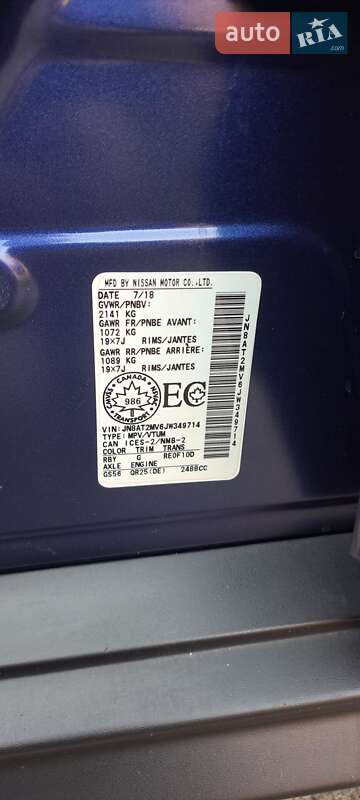 auto RIA.com
MFD BY NISSAN MOTOR CO.,LTD.
DATE 7/18
GVWR/PNBV:
2141 KG
GAWR FR/PNBE AVANT:
1072 KG
19×7J RIMS/JANTES
GAWR RR/PNBE ARRIÈRE:
1089 KG
19×7J RIMS/JANTES
CANADA
986
TRANSPORT
EC
VIN:JN8AT2MV6JW349714
TYPE: MPV/VTUM
CAN ICES-2/NMB-2
COLOR TRIM TRANS
RBY G RE0F10D
AXLE ENGINE
GS56 QR25(DE) 2488CC
JN8AT2MV6JW349714